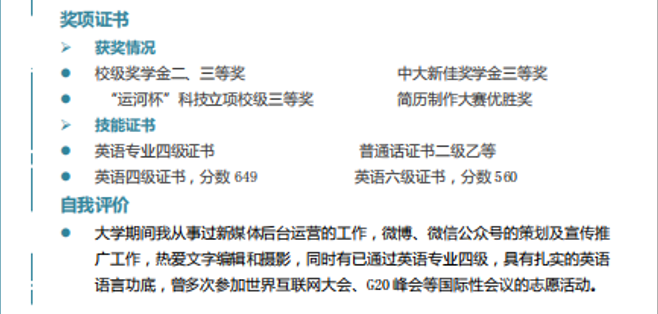 奖项证书
获奖情况
校级奖学金二、三等奖 中大新佳奖学金三等奖
“运河杯”科技立项校级三等奖 简历制作大赛优胜奖
技能证书
英语专业四级证书 普通话证书二级乙等
英语四级证书，分数 649 英语六级证书，分数 560
自我评价
大学期间我从事过新媒体后台运营的工作，微博、微信公众号的策划及宣传推
广工作，热爱文字编辑和摄影，同时有已通过英语专业四级，具有扎实的英语
语言功底，曾多次参加世界互联网大会、G20 峰会等国际性会议的志愿活动。